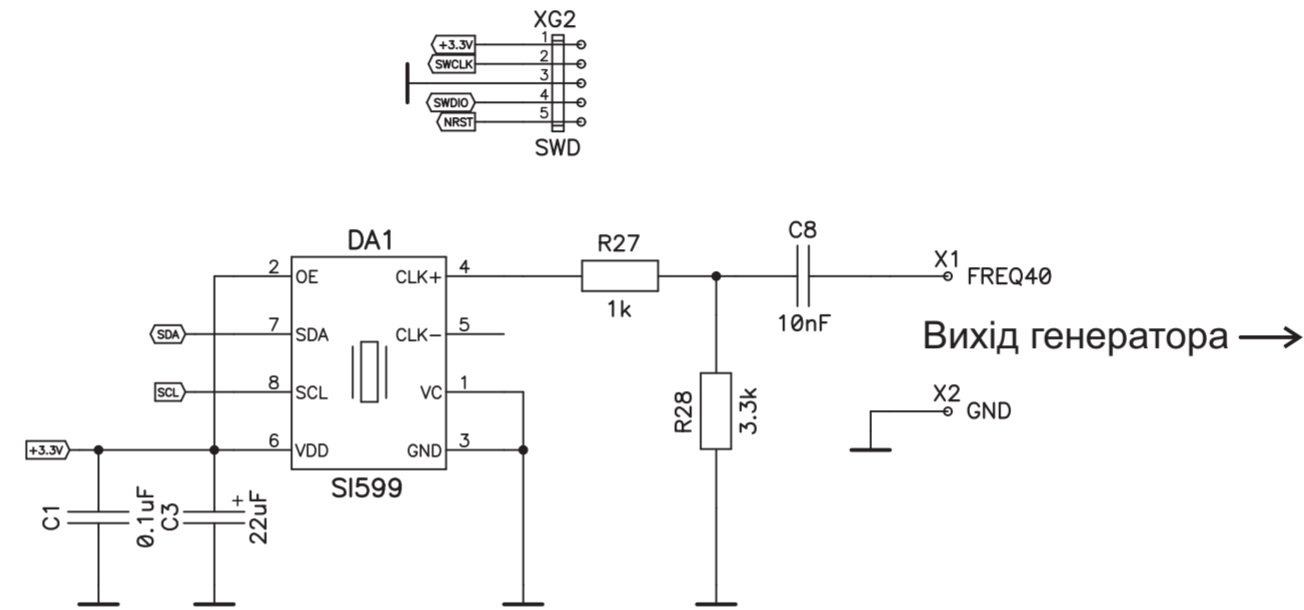 XG2
+3.3V 1
SWCLK 2
3
SWDIO 4
NRST 5
SWD
DA1
R27
C8
2 OE CLK+ 4
1k
10nF
X1 FREQ40
SDA 7 SDA CLK- 5
Вихід генератора
SCL 8 SCL VC 1
R28
3.3k
X2 GND
+3.3V 6 VDD GND 3
SI599
C1
0.1uF
C3
+
22uF